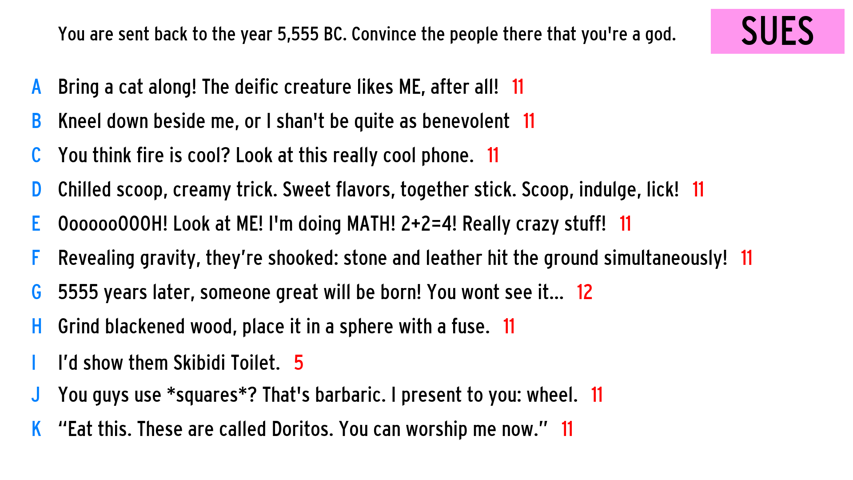 You are sent back to the year 5,555 BC. Convince the people there that you're a god.
SUES
A Bring a cat along! The deific creature likes ME, after all! 11
B Kneel down beside me, or I shan't be quite as benevolent 11
C You think fire is cool? Look at this really cool phone. 11
D Chilled scoop, creamy trick. Sweet flavors, together stick. Scoop, indulge, lick! 11
E OoooooOOOH! Look at ME! I'm doing MATH! 2+2=4! Really crazy stuff! 11
F Revealing gravity, they’re shooked: stone and leather hit the ground simultaneously! 11
G 5555 years later, someone great will be born! You wont see it... 12
H Grind blackened wood, place it in a sphere with a fuse. 11
I I’d show them Skibidi Toilet. 5
J You guys use *squares*? That's barbaric. I present to you: wheel. 11
K “Eat this. These are called Doritos. You can worship me now.” 11